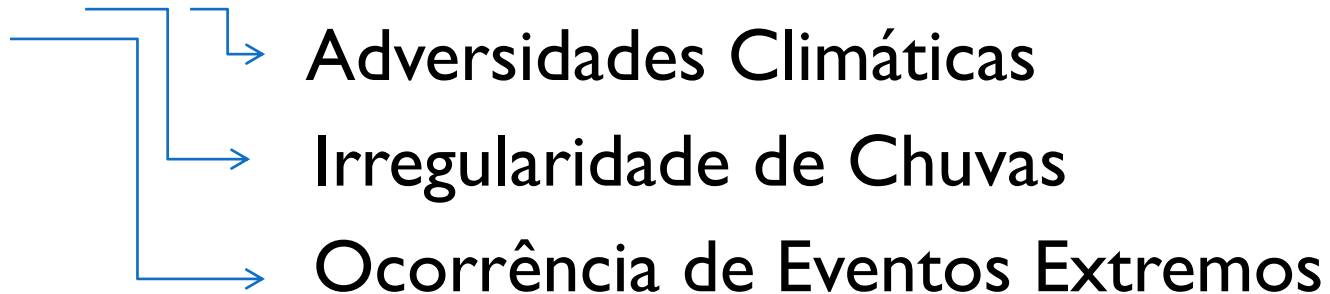 Adversidades Climáticas
Irregularidade de Chuvas
Ocorrência de Eventos Extremos